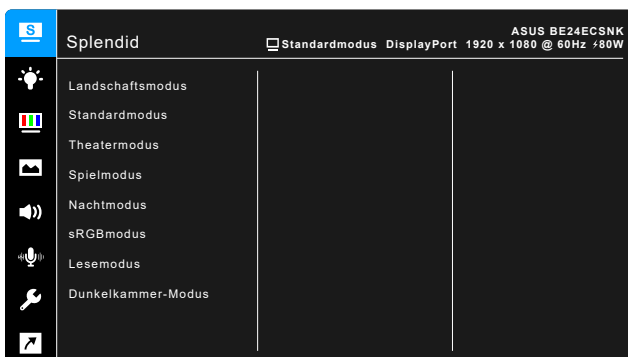 S
ASUS BE24ECSNK
Splendid
Standardmodus DisplayPort 1920 x 1080 @ 60Hz ⚡80W
Landschaftsmodus
Standardmodus
Theatermodus
Spielmodus
Nachtmodus
sRGBmodus
Lesemodus
Dunkelkammer-Modus